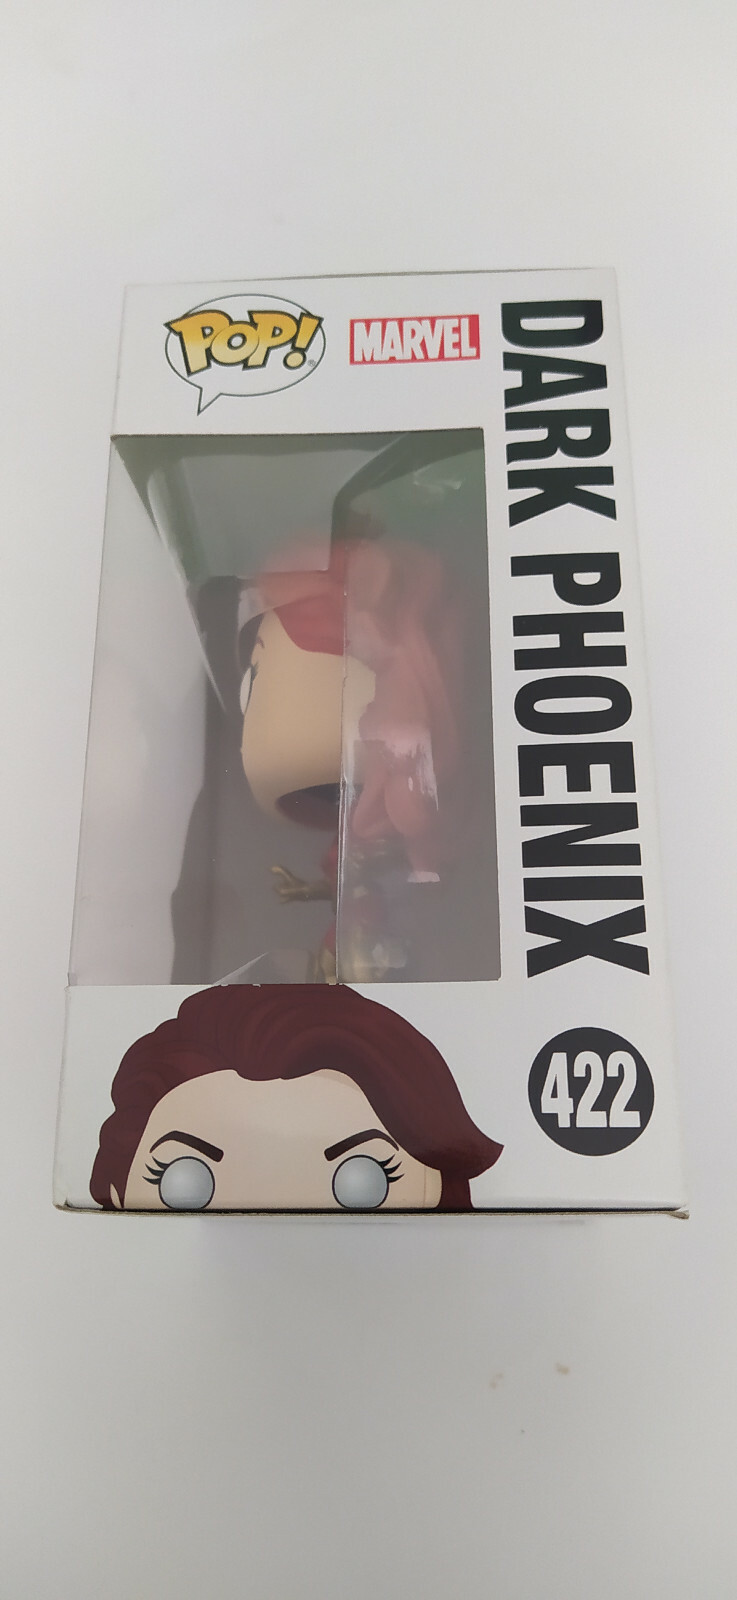 POP!®
MARVEL
DARK PHOENIX
422